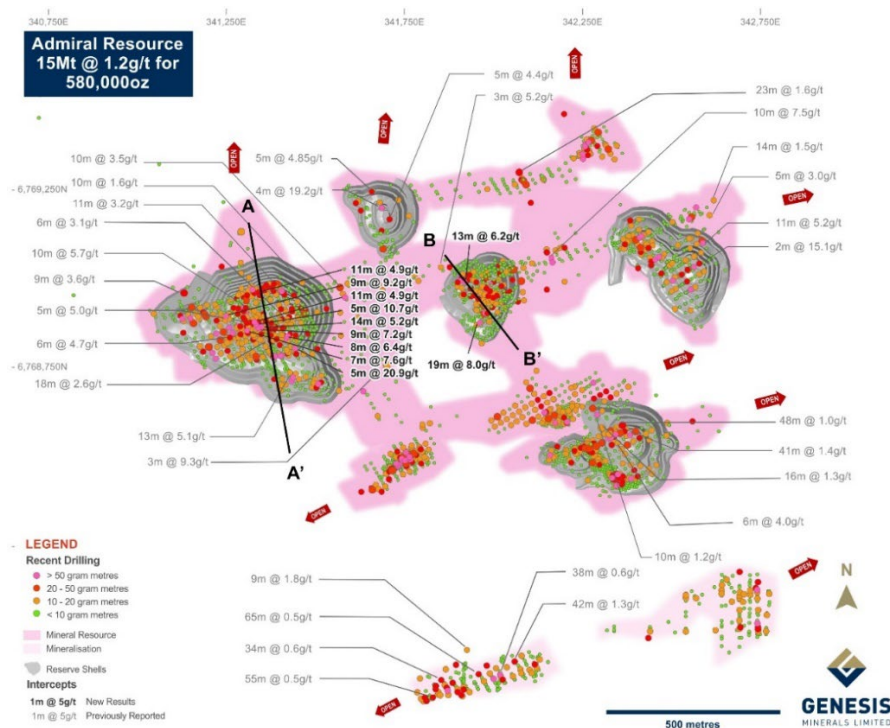 340,750E
341,250E
341,750E
342,250E
342,750E
Admiral Resource
15Mt @ 1.2g/t for
580,000oz
5m @ 4.4g/t
3m @ 5.2g/t
23m @ 1.6g/t
10m @ 7.5g/t
14m @ 1.5g/t
5m @ 3.0g/t
11m @ 5.2g/t
2m @ 15.1g/t
OPEN
OPEN
OPEN
OPEN
OPEN
OPEN
OPEN
OPEN
OPEN
10m @ 3.5g/t
5m @ 4.85g/t
- 6,769,250N
10m @ 1.6g/t
4m @ 19.2g/t
11m @ 3.2g/t
6m @ 3.1g/t
10m @ 5.7g/t
9m @ 3.6g/t
5m @ 5.0g/t
6m @ 4.7g/t
- 6,768,750N
18m @ 2.6g/t
13m @ 5.1g/t
3m @ 9.3g/t
A
A'
11m @ 4.9g/t
9m @ 9.2g/t
11m @ 4.9g/t
5m @ 10.7g/t
14m @ 5.2g/t
9m @ 7.2g/t
8m @ 6.4g/t
7m @ 7.6g/t
5m @ 20.9g/t
B
13m @ 6.2g/t
19m @ 8.0g/t
B'
48m @ 1.0g/t
41m @ 1.4g/t
16m @ 1.3g/t
6m @ 4.0g/t
10m @ 1.2g/t
9m @ 1.8g/t
65m @ 0.5g/t
34m @ 0.6g/t
55m @ 0.5g/t
38m @ 0.6g/t
42m @ 1.3g/t
LEGEND
Recent Drilling
> 50 gram metres
20 - 50 gram metres
10 - 20 gram metres
< 10 gram metres
Mineral Resource
Mineralisation
Reserve Shells
Intercepts
1m @ 5g/t New Results
1m @ 5g/t Previously Reported
N
500 metres
GENESIS
MINERALS LIMITED